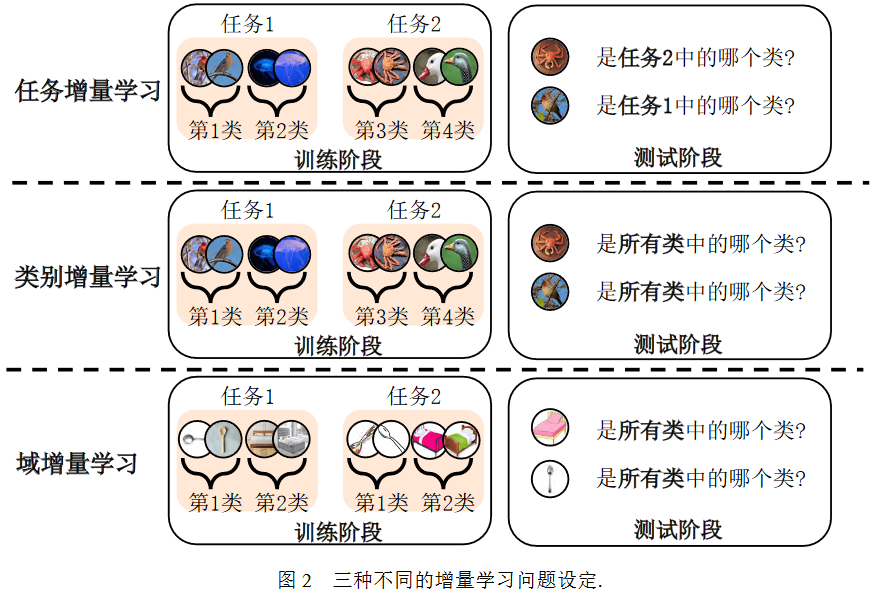 任务1 任务2
任务增量学习
第1类 第2类 第3类 第4类
训练阶段
是任务2中的哪个类?
是任务1中的哪个类?
测试阶段
任务1 任务2
类别增量学习
第1类 第2类 第3类 第4类
训练阶段
是所有类中的哪个类?
是所有类中的哪个类?
测试阶段
任务1 任务2
域增量学习
第1类 第2类 第1类 第2类
训练阶段
是所有类中的哪个类?
是所有类中的哪个类?
测试阶段
图 2 三种不同的增量学习问题设定.